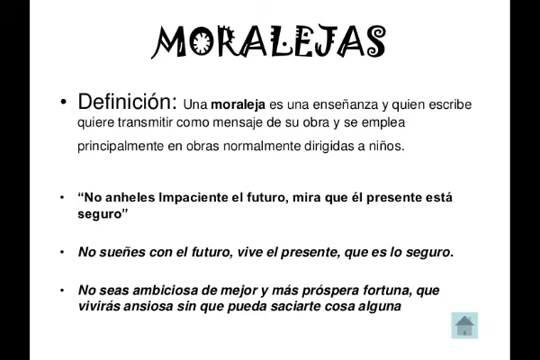 MORALEJAS
• Definición: Una moraleja es una enseñanza y quien escribe
quiere transmitir como mensaje de su obra y se emplea
principalmente en obras normalmente dirigidas a niños.
• “No anheles Impaciente el futuro, mira que él presente está
seguro”
• No sueñes con el futuro, vive el presente, que es lo seguro.
• No seas ambiciosa de mejor y más próspera fortuna, que
vivirás ansiosa sin que pueda saciarte cosa alguna